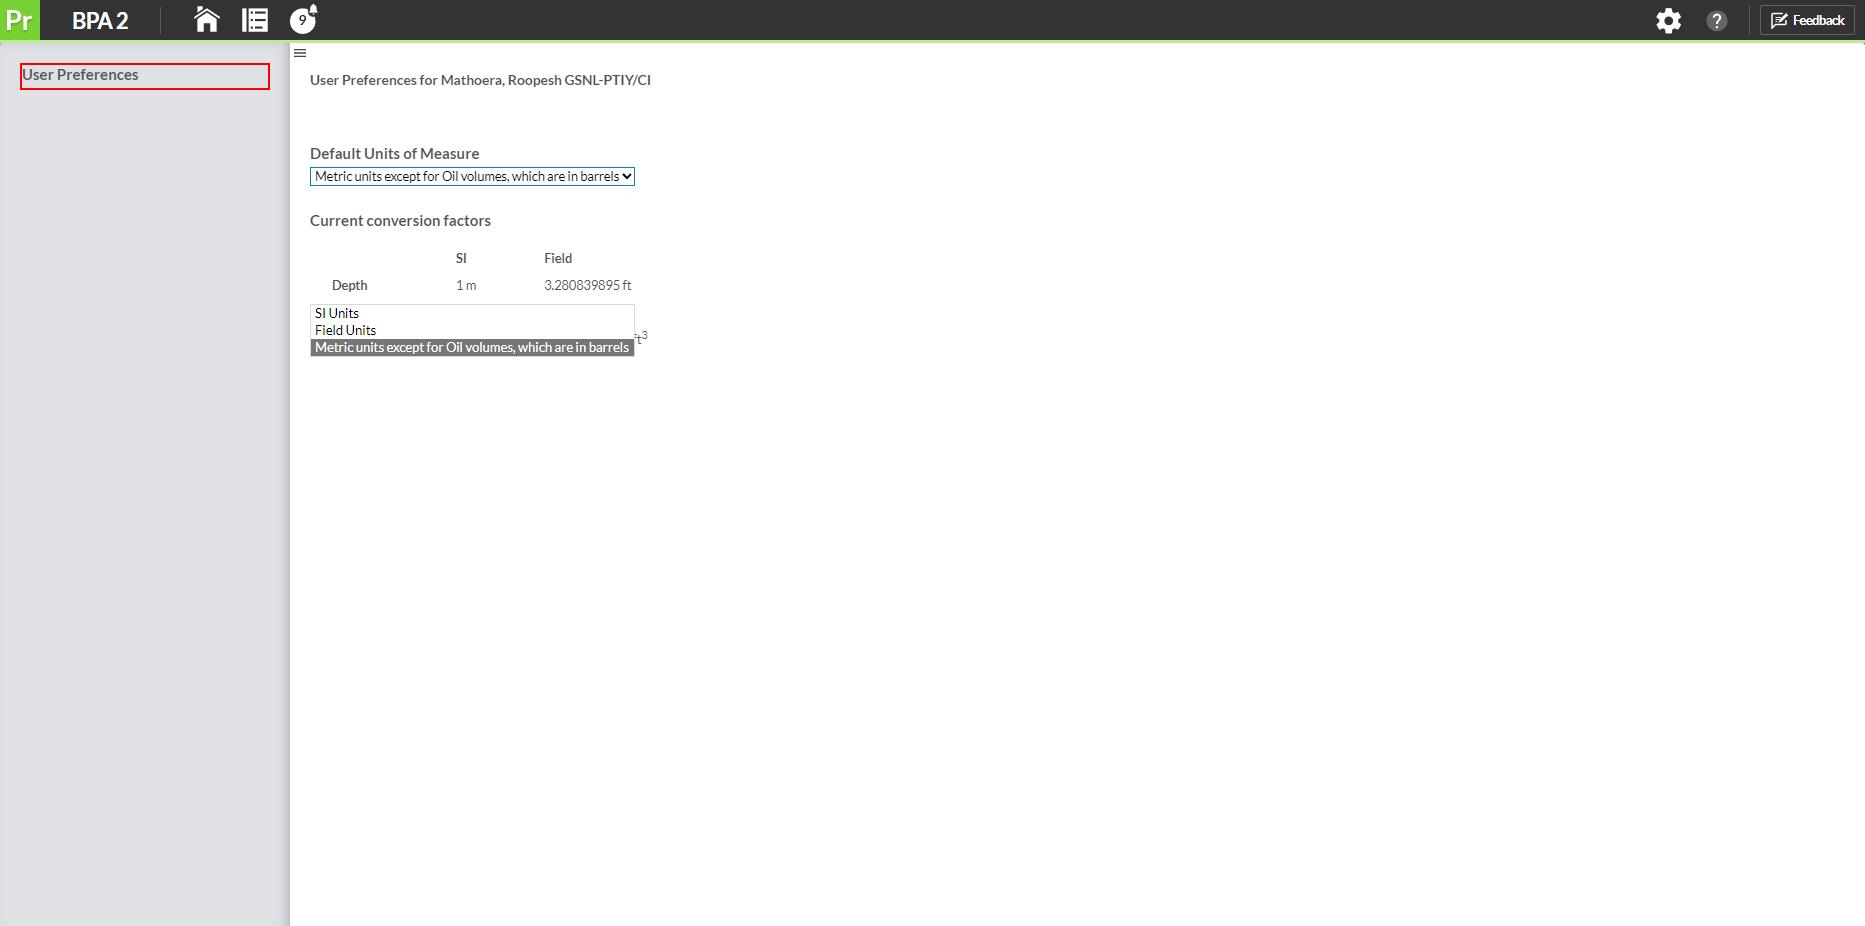 Pr BPA 2 9 ? Feedback
User Preferences
User Preferences for Mathoera, Roopesh GSNL-PTIY/CI
Default Units of Measure
Metric units except for Oil volumes, which are in barrels
Current conversion factors
SI Field
Depth 1 m 3.280839895 ft
SI Units
Field Units
ft³
Metric units except for Oil volumes, which are in barrels